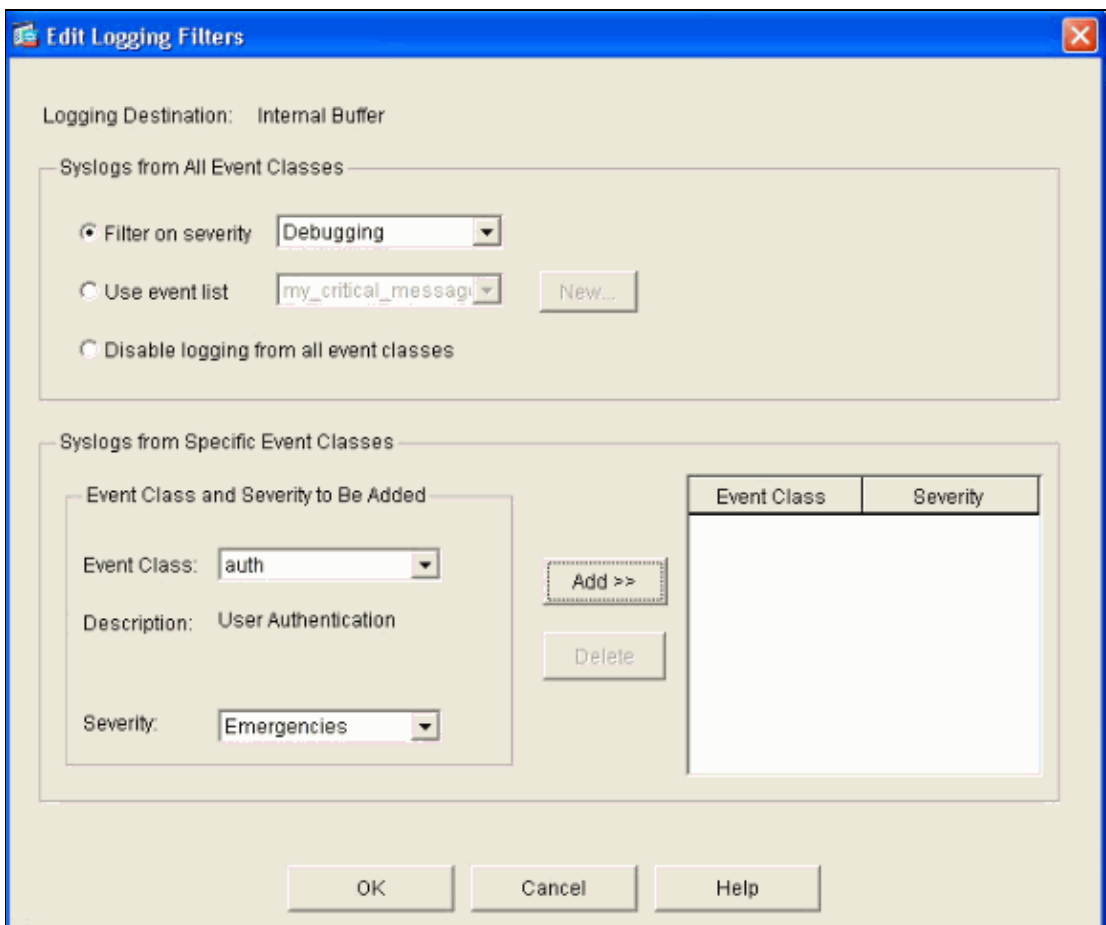 Edit Logging Filters
Logging Destination: Internal Buffer
Syslogs from All Event Classes
Filter on severity Debugging
Use event list my_critical_messag New...
Disable logging from all event classes
Syslogs from Specific Event Classes
Event Class and Severity to Be Added
Event Class: auth
Description: User Authentication
Severity: Emergencies
Add >>
Delete
Event Class Severity
OK Cancel Help